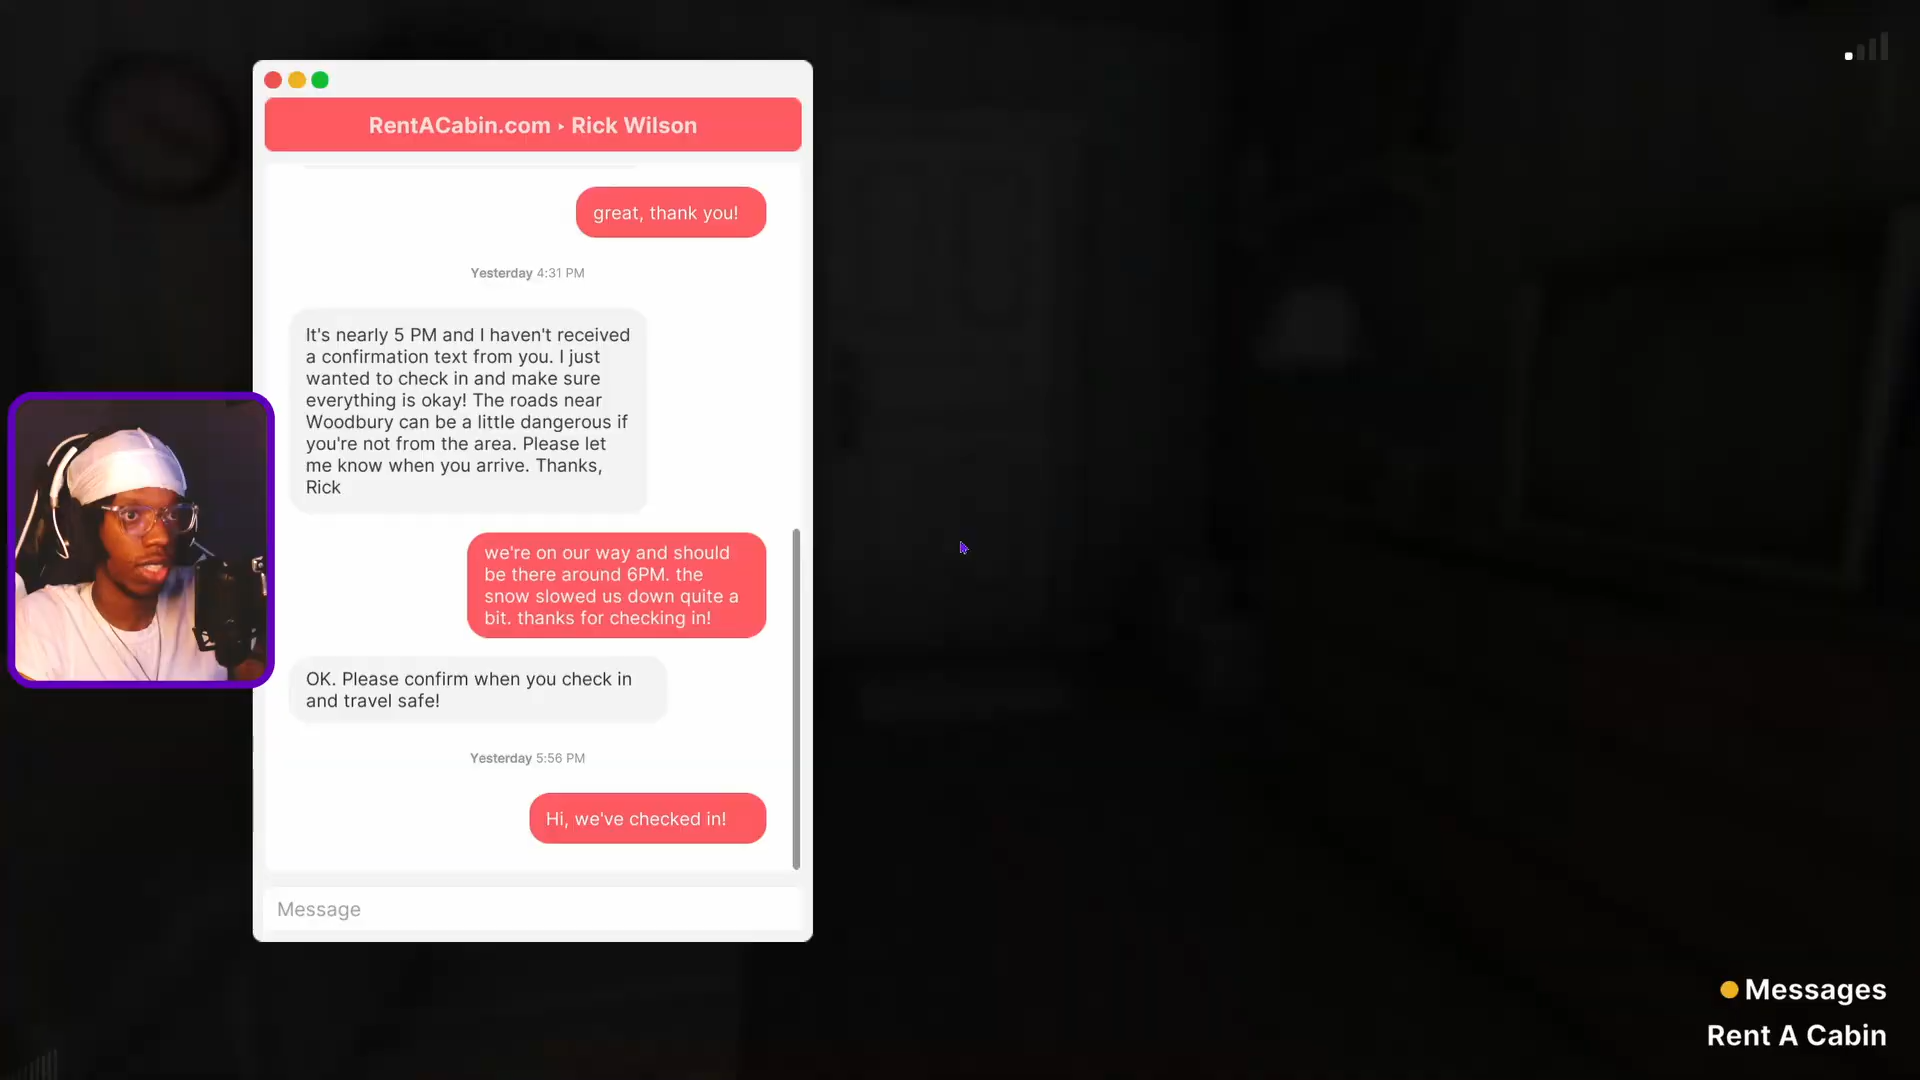 RentACabin.com ▸ Rick Wilson
great, thank you!
Yesterday 4:31 PM
It's nearly 5 PM and I haven't received
a confirmation text from you. I just
wanted to check in and make sure
everything is okay! The roads near
Woodbury can be a little dangerous if
you're not from the area. Please let
me know when you arrive. Thanks,
Rick
we're on our way and should
be there around 6PM. the
snow slowed us down quite a
bit. thanks for checking in!
OK. Please confirm when you check in
and travel safe!
Yesterday 5:56 PM
Hi, we've checked in!
Message
Messages
Rent A Cabin